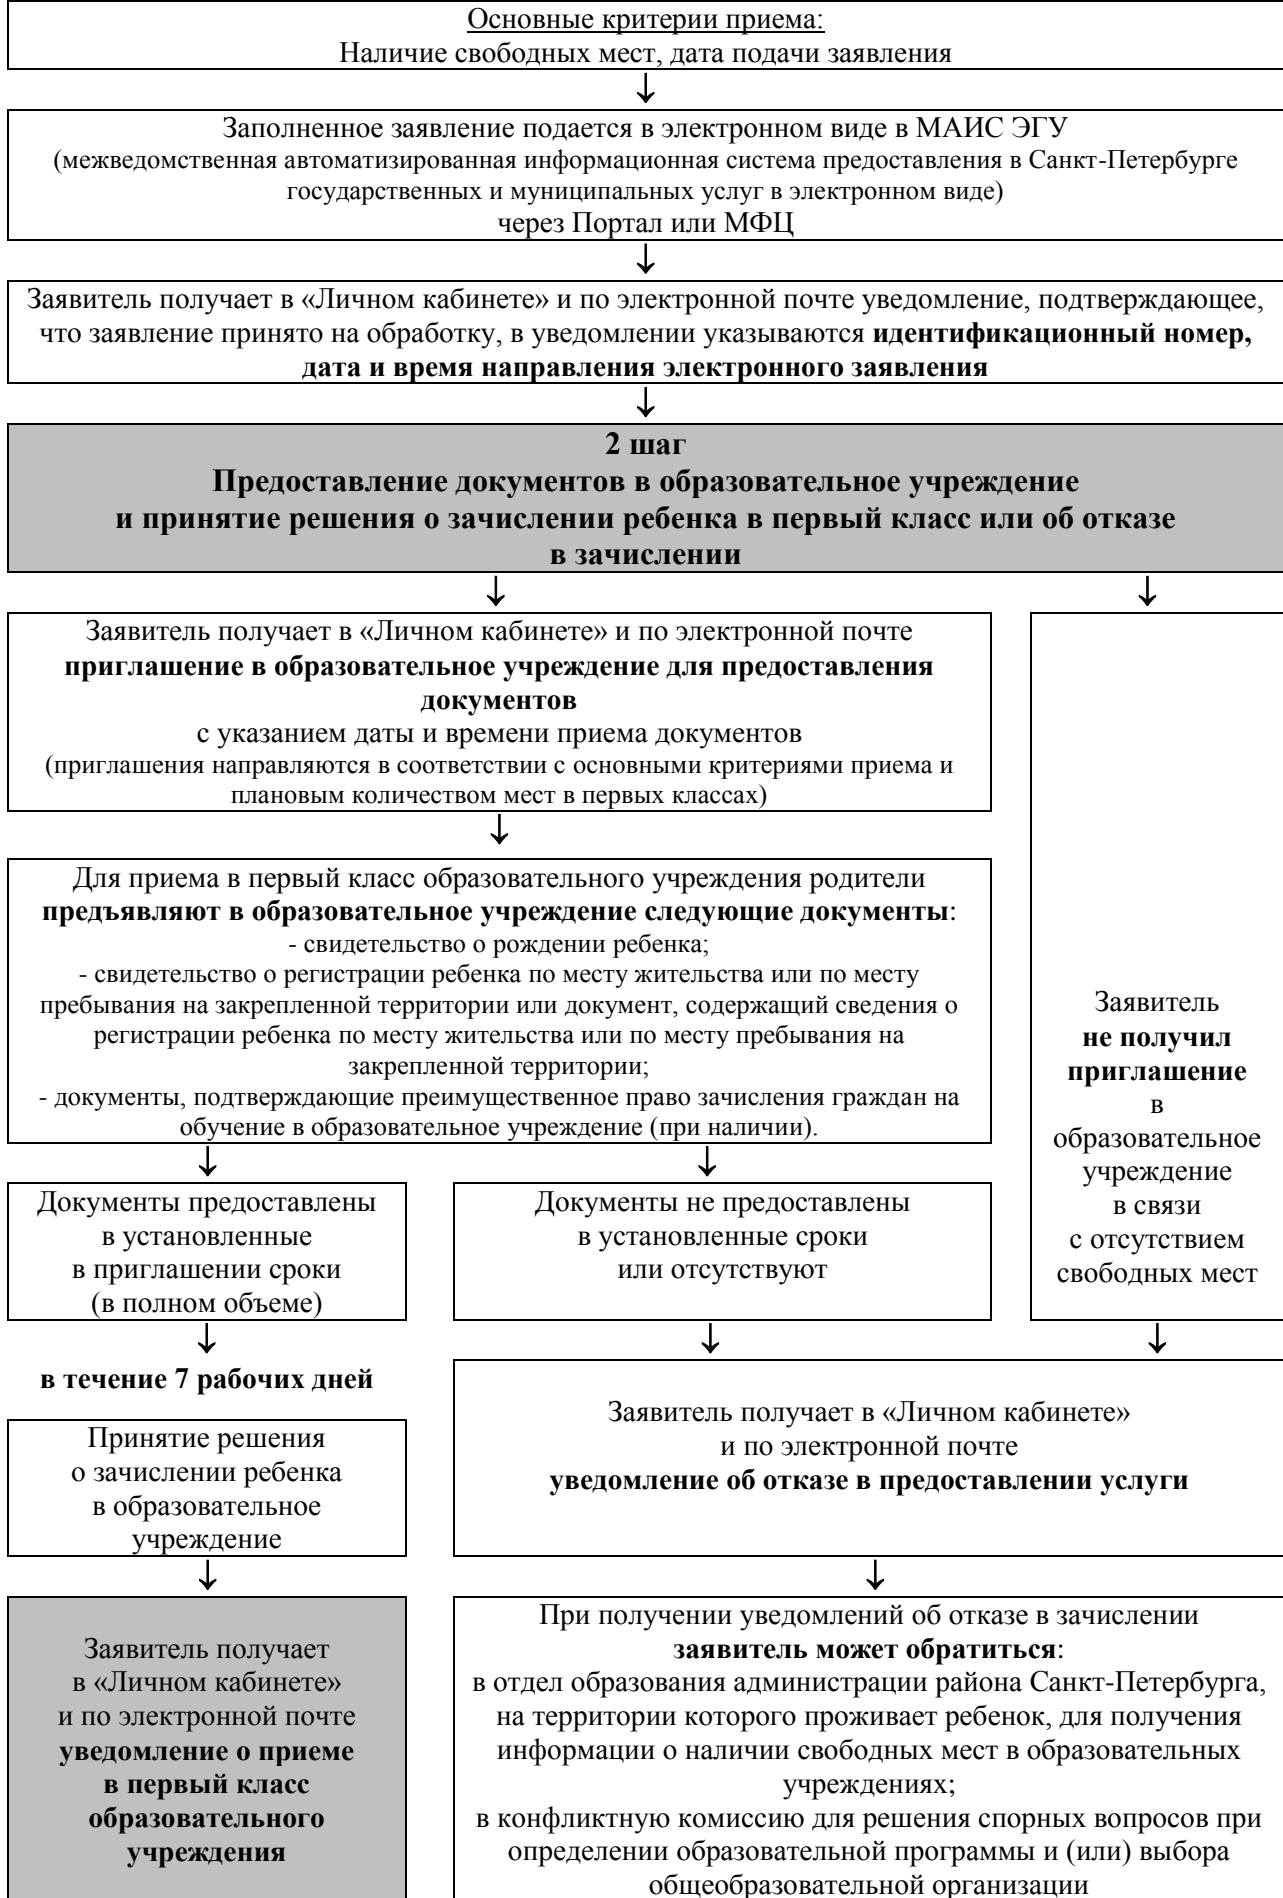 Основные критерии приема:
Наличие свободных мест, дата подачи заявления
↓
Заполненное заявление подается в электронном виде в МАИС ЭГУ
(межведомственная автоматизированная информационная система предоставления в Санкт-Петербурге
государственных и муниципальных услуг в электронном виде)
через Портал или МФЦ
↓
Заявитель получает в «Личном кабинете» и по электронной почте уведомление, подтверждающее,
что заявление принято на обработку, в уведомлении указываются идентификационный номер,
дата и время направления электронного заявления
↓
2 шаг
Предоставление документов в образовательное учреждение
и принятие решения о зачислении ребенка в первый класс или об отказе
в зачислении
↓
↓
Заявитель получает в «Личном кабинете» и по электронной почте
приглашение в образовательное учреждение для предоставления
документов
с указанием даты и времени приема документов
(приглашения направляются в соответствии с основными критериями приема и
плановым количеством мест в первых классах)
↓
Для приема в первый класс образовательного учреждения родители
предъявляют в образовательное учреждение следующие документы:
- свидетельство о рождении ребенка;
- свидетельство о регистрации ребенка по месту жительства или по месту
пребывания на закрепленной территории или документ, содержащий сведения о
регистрации ребенка по месту жительства или по месту пребывания на
закрепленной территории;
- документы, подтверждающие преимущественное право зачисления граждан на
обучение в образовательное учреждение (при наличии).
↓
↓
Документы предоставлены
в установленные
в приглашении сроки
(в полном объеме)
Документы не предоставлены
в установленные сроки
или отсутствуют
Заявитель
не получил
приглашение
в
образовательное
учреждение
в связи
с отсутствием
свободных мест
↓
↓
↓
в течение 7 рабочих дней
Принятие решения
о зачислении ребенка
в образовательное
учреждение
Заявитель получает в «Личном кабинете»
и по электронной почте
уведомление об отказе в предоставлении услуги
↓
↓
Заявитель получает
в «Личном кабинете»
и по электронной почте
уведомление о приеме
в первый класс
образовательного
учреждения
При получении уведомлений об отказе в зачислении
заявитель может обратиться:
в отдел образования администрации района Санкт-Петербурга,
на территории которого проживает ребенок, для получения
информации о наличии свободных мест в образовательных
учреждениях;
в конфликтную комиссию для решения спорных вопросов при
определении образовательной программы и (или) выбора
общеобразовательной организации